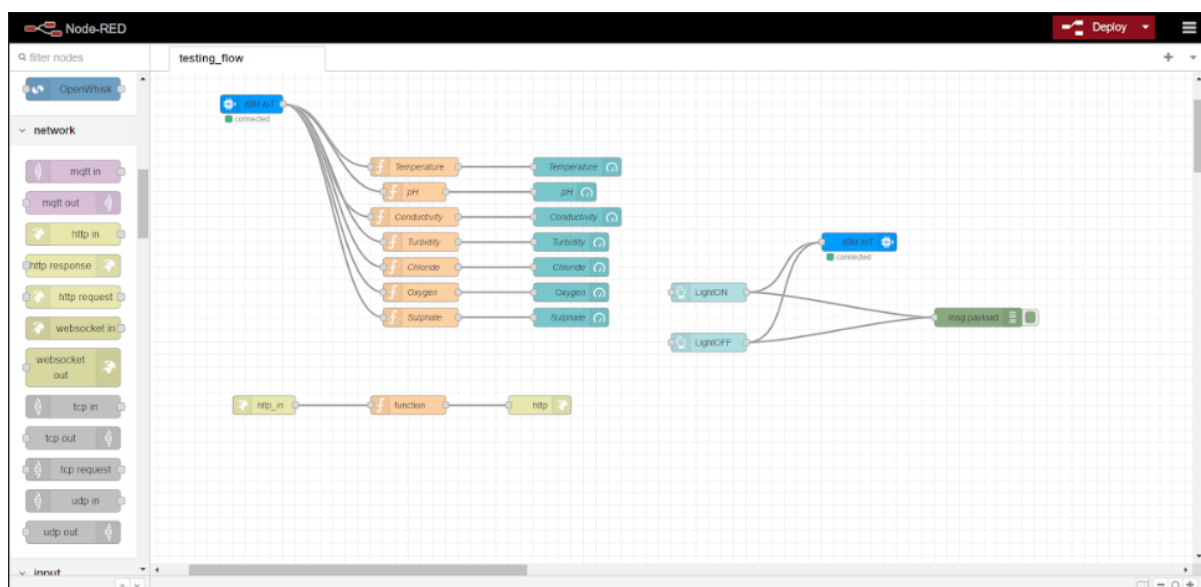 Node-RED
Deploy
filter nodes
testing_flow
OpenWhisk
network
mqtt in
mqtt out
http in
http response
http request
websocket in
websocket
out
tcp in
tcp out
tcp request
udp in
udp out
input
IBM IoT
connected
Temperature
Temperature
pH
pH
Conductivity
Conductivity
Turbidity
Turbidity
Chloride
Chloride
Oxygen
Oxygen
Sulphate
Sulphate
IBM IoT
connected
LightON
msg.payload
LightOFF
http_in
function
http